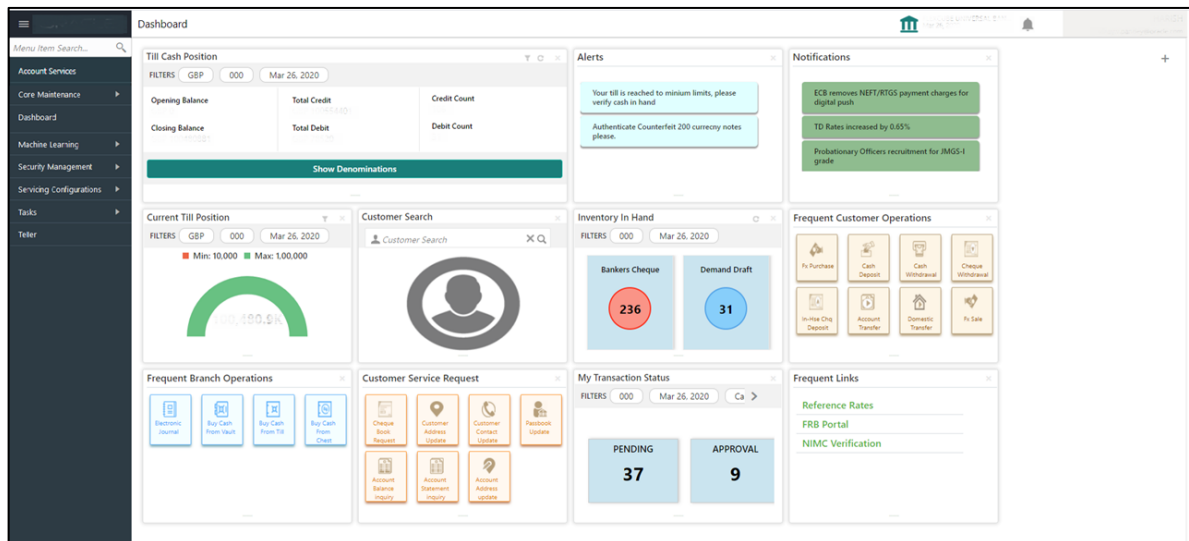 Dashboard
Menu Item Search...
Account Services
Core Maintenance
Dashboard
Machine Learning
Security Management
Servicing Configurations
Tasks
Teller
Till Cash Position
FILTERS GBP 000 Mar 26, 2020
Opening Balance Total Credit Credit Count
Closing Balance Total Debit Debit Count
Show Denominations
Alerts
Your till is reached to minium limits, please
verify cash in hand
Authenticate Counterfeit 200 currecny notes
please.
Notifications
ECB removes NEFT/RTGS payment charges for
digital push
TD Rates increased by 0.65%
Probationary Officers recruitment for JMGS-I
grade
Current Till Position
FILTERS GBP 000 Mar 26, 2020
Min: 10,000 Max: 1,00,000
Customer Search
Customer Search
Inventory In Hand
FILTERS 000 Mar 26, 2020
Bankers Cheque Demand Draft
236 31
Frequent Customer Operations
Fx Purchase
Cash
Deposit
Cash
Withdrawal
Cheque
Withdrawal
In-Hse Chq
Deposit
Account
Transfer
Domestic
Transfer
Fx Sale
Frequent Branch Operations
Electronic
Journal
Buy Cash
From Vault
Buy Cash
From Till
Buy Cash
From
Chest
Customer Service Request
Cheque
Book
Request
Customer
Address
Update
Customer
Contact
Update
Passbook
Update
Account
Balance
Inquiry
Account
Statement
Inquiry
Account
Address
update
My Transaction Status
FILTERS 000 Mar 26, 2020 Ca
PENDING APPROVAL
37 9
Frequent Links
Reference Rates
FRB Portal
NIMC Verification